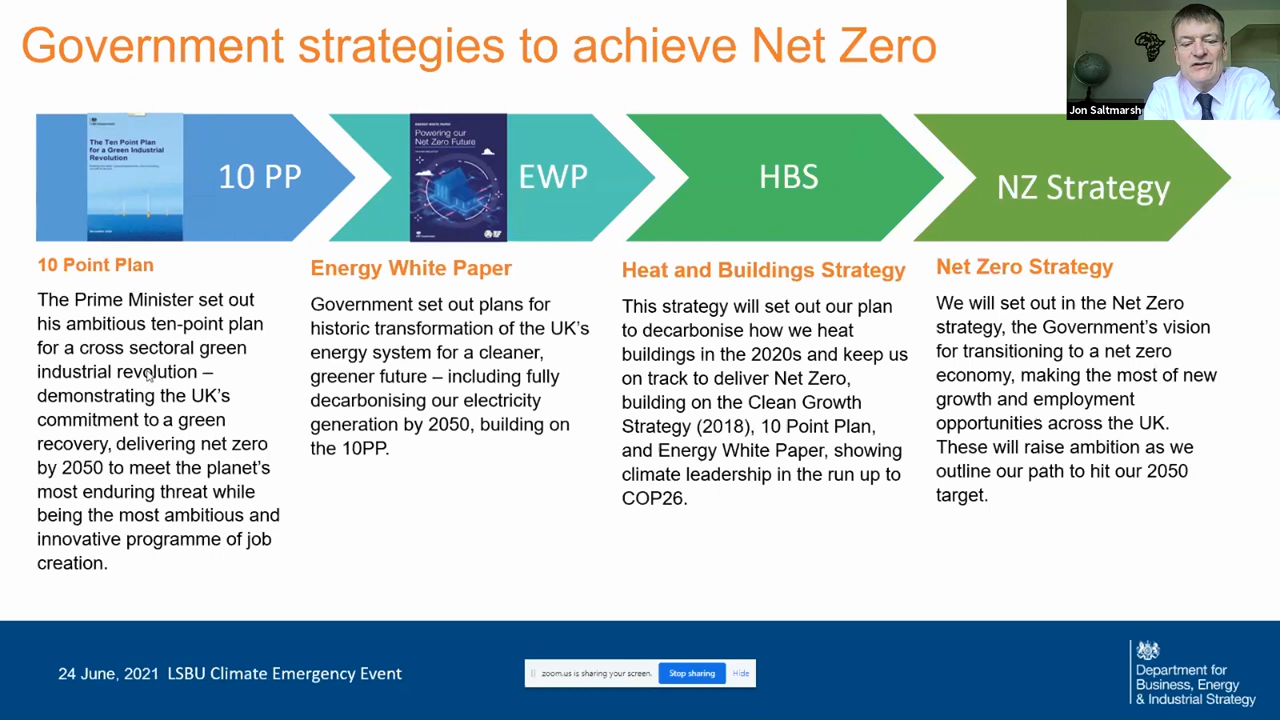 Government strategies to achieve Net Zero
Jon Saltmarsh
The Ten Point Plan
for a Green Industrial
Revolution
10 PP
ENERGY WHITE PAPER
Powering our
Net Zero Future
EWP
HBS
NZ Strategy
10 Point Plan
The Prime Minister set out
his ambitious ten-point plan
for a cross sectoral green
industrial revolution –
demonstrating the UK's
commitment to a green
recovery, delivering net zero
by 2050 to meet the planet's
most enduring threat while
being the most ambitious and
innovative programme of job
creation.
Energy White Paper
Government set out plans for
historic transformation of the UK's
energy system for a cleaner,
greener future – including fully
decarbonising our electricity
generation by 2050, building on
the 10PP.
Heat and Buildings Strategy
This strategy will set out our plan
to decarbonise how we heat
buildings in the 2020s and keep us
on track to deliver Net Zero,
building on the Clean Growth
Strategy (2018), 10 Point Plan,
and Energy White Paper, showing
climate leadership in the run up to
COP26.
Net Zero Strategy
We will set out in the Net Zero
strategy, the Government's vision
for transitioning to a net zero
economy, making the most of new
growth and employment
opportunities across the UK.
These will raise ambition as we
outline our path to hit our 2050
target.
24 June, 2021 LSBU Climate Emergency Event
zoom.us is sharing your screen.
Stop sharing
Hide
Department for
Business, Energy
& Industrial Strategy